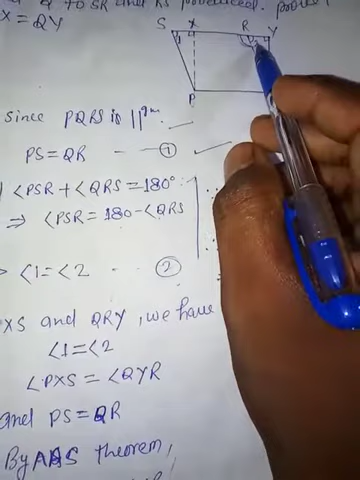 Q to SR and RS produced. prove
X = QY
S X R Y
P
since PQRS is ||gm
PS = QR — ①
∠PSR + ∠QRS = 180°
⇒ ∠PSR = 180 - ∠QRS
∠1 = ∠2 — ②
XS and QRY, we have
∠1 = ∠2
∠PXS = ∠QYR
And PS = QR
By AAS theorem,